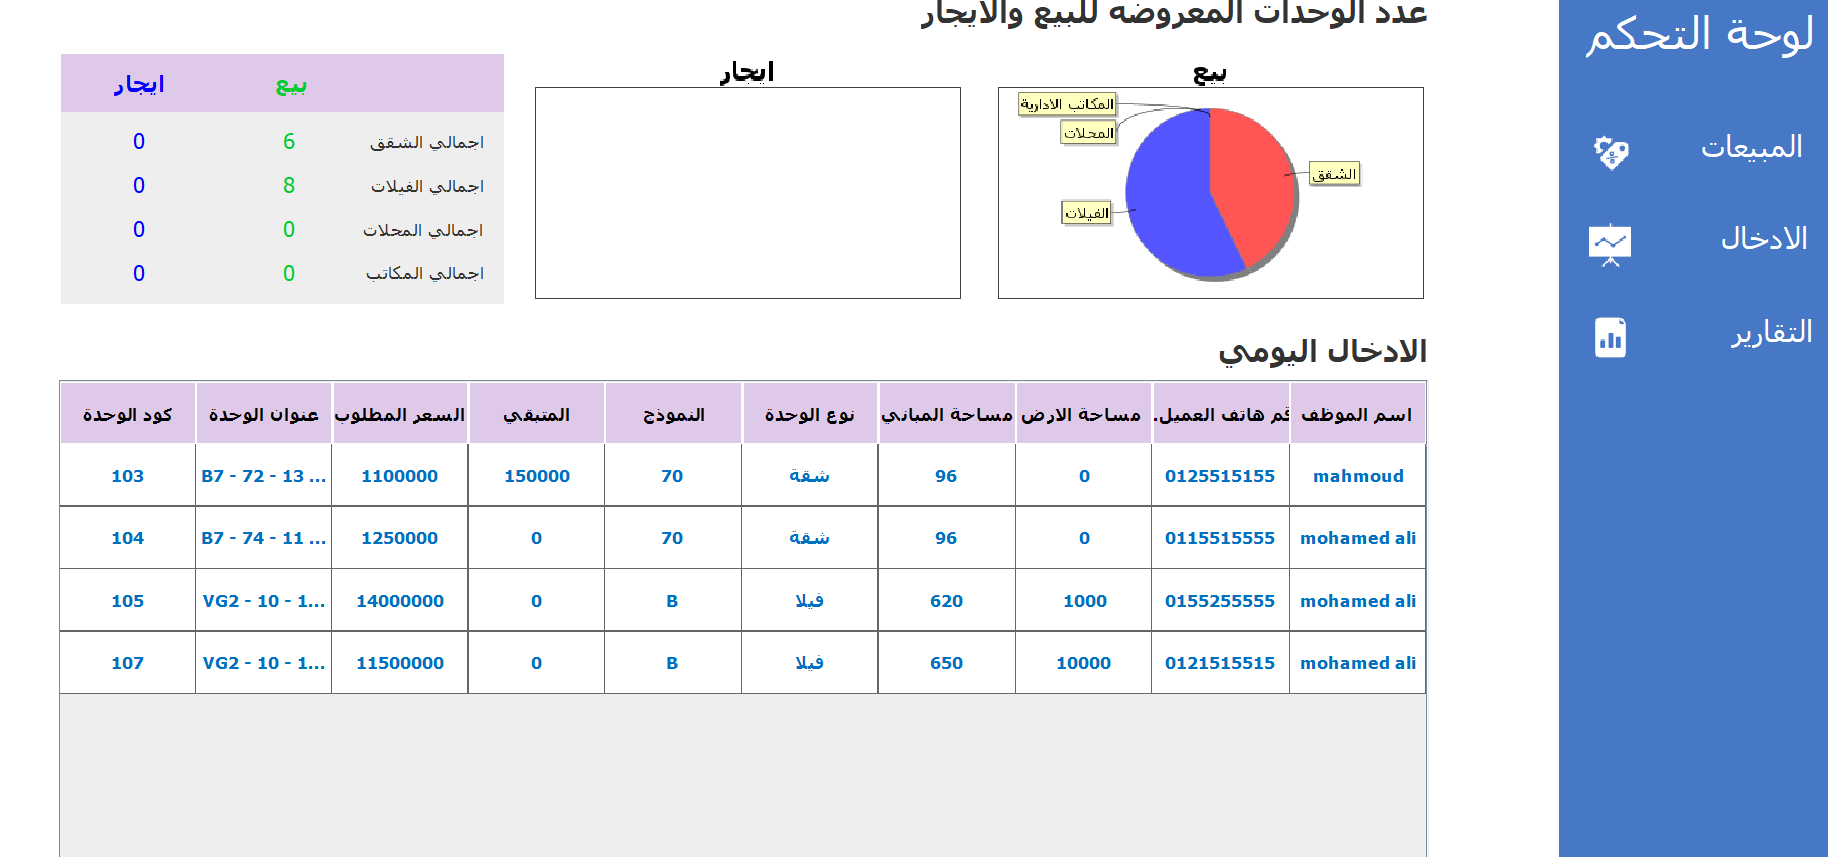 لوحة التحكم
المبيعات
الادخال
التقارير
عدد الوحدات المعروضه للبيع والايجار
بيع
المكاتب الادارية
المحلات
الشقق
الفيلات
ايجار
بيع ايجار
اجمالي الشقق 6 0
اجمالي الفيلات 8 0
اجمالي المحلات 0 0
اجمالي المكاتب 0 0
الادخال اليومي
اسم الموظف قم هاتف العميل. مساحة الارض مساحة المباني نوع الوحدة النموذج المتبقي السعر المطلوب عنوان الوحدة كود الوحدة
mahmoud 0125515155 0 96 شقة 70 150000 1100000 B7 - 72 - 13 ... 103
mohamed ali 0115515555 0 96 شقة 70 0 1250000 B7 - 74 - 11 ... 104
mohamed ali 0155255555 1000 620 فيلا B 0 14000000 VG2 - 10 - 1... 105
mohamed ali 0121515515 10000 650 فيلا B 0 11500000 VG2 - 10 - 1... 107